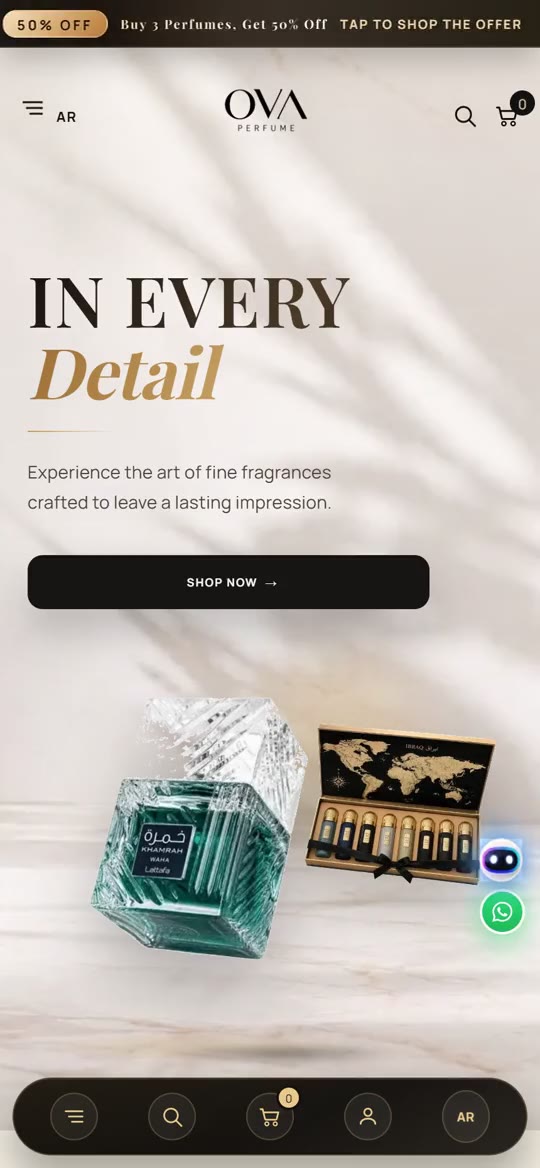 50% OFF Buy 3 Perfumes, Get 50% Off TAP TO SHOP THE OFFER
AR
OVA
PERFUME
0
IN EVERY
Detail
Experience the art of fine fragrances
crafted to leave a lasting impression.
SHOP NOW →
IBRAQ ابراق
خمرة
KHAMRAH
WAHA
Lattafa
0
AR